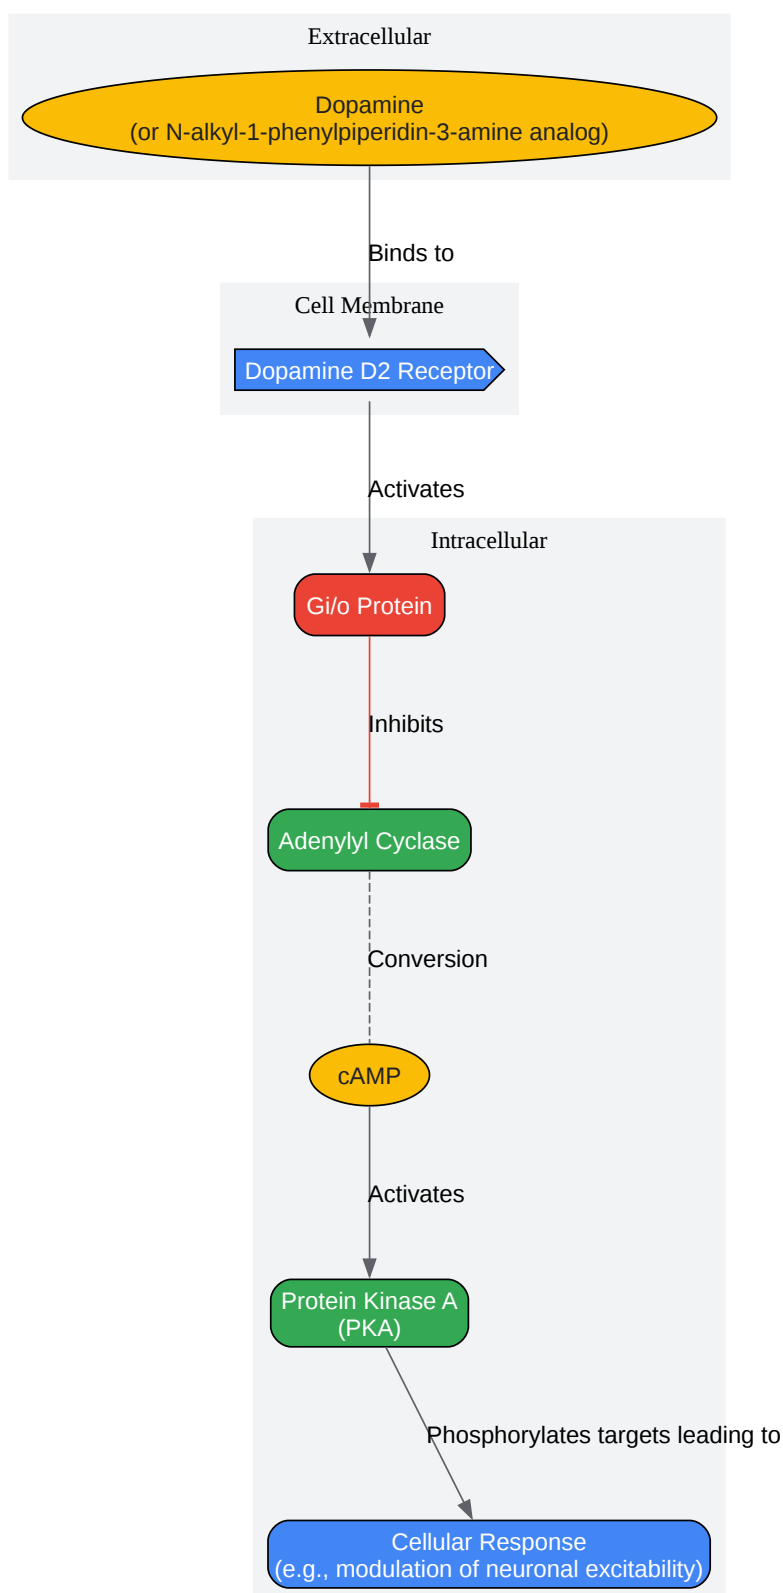 Extracellular
Dopamine
(or N-alkyl-1-phenylpiperidin-3-amine analog)
Binds to
Cell Membrane
Dopamine D2 Receptor
Activates
Intracellular
Gi/o Protein
Inhibits
Adenylyl Cyclase
Conversion
cAMP
Activates
Protein Kinase A
(PKA)
Phosphorylates targets leading to
Cellular Response
(e.g., modulation of neuronal excitability)